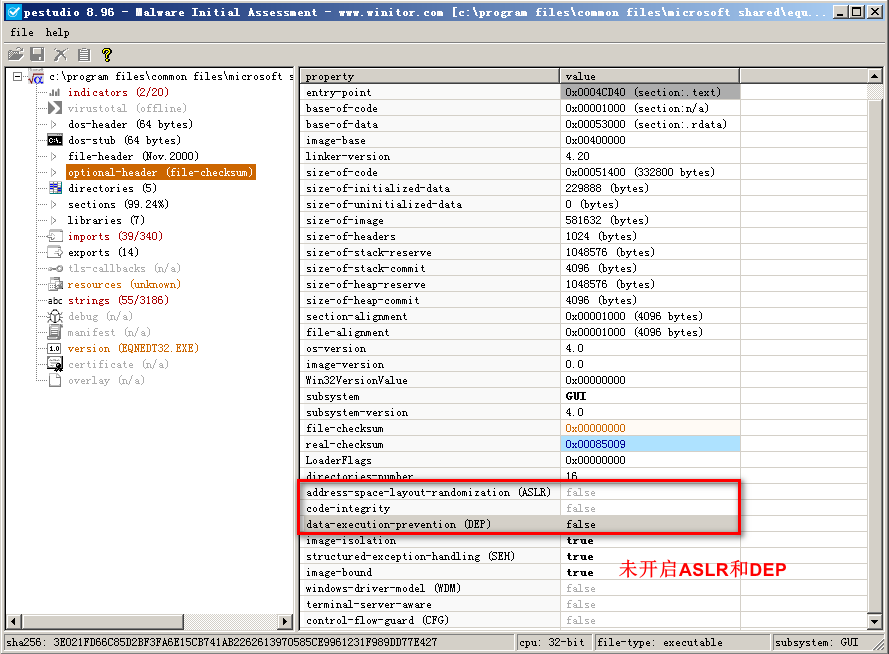 pestudio 8.96 - Malware Initial Assessment - www.winitor.com [c:\program files\common files\microsoft shared\equ...
file help
c:\program files\common files\microsoft s
indicators (2/20)
virustotal (offline)
dos-header (64 bytes)
dos-stub (64 bytes)
file-header (Nov.2000)
optional-header (file-checksum)
directories (5)
sections (99.24%)
libraries (7)
imports (39/340)
exports (14)
tls-callbacks (n/a)
resources (unknown)
abc strings (55/3186)
debug (n/a)
manifest (n/a)
1.0 version (EQNEDT32.EXE)
certificate (n/a)
overlay (n/a)
property value
entry-point 0x0004CD40 (section:.text)
base-of-code 0x00001000 (section:n/a)
base-of-data 0x00053000 (section:.rdata)
image-base 0x00400000
linker-version 4.20
size-of-code 0x00051400 (332800 bytes)
size-of-initialized-data 229888 (bytes)
size-of-uninitialized-data 0 (bytes)
size-of-image 581632 (bytes)
size-of-headers 1024 (bytes)
size-of-stack-reserve 1048576 (bytes)
size-of-stack-commit 4096 (bytes)
size-of-heap-reserve 1048576 (bytes)
size-of-heap-commit 4096 (bytes)
section-alignment 0x00001000 (4096 bytes)
file-alignment 0x00001000 (4096 bytes)
os-version 4.0
image-version 0.0
Win32VersionValue 0x00000000
subsystem GUI
subsystem-version 4.0
file-checksum 0x00000000
real-checksum 0x00085009
LoaderFlags 0x00000000
directories-number 16
address-space-layout-randomization (ASLR) false
code-integrity false
data-execution-prevention (DEP) false
image-isolation true
structured-exception-handling (SEH) true
image-bound true
windows-driver-model (WDM) false
terminal-server-aware false
control-flow-guard (CFG) false
未开启ASLR和DEP
sha256: 3E021FD66C85D2BF3FA6E15CB741AB2262613970585CE9961231F989DD77E427 cpu: 32-bit file-type: executable subsystem: GUI